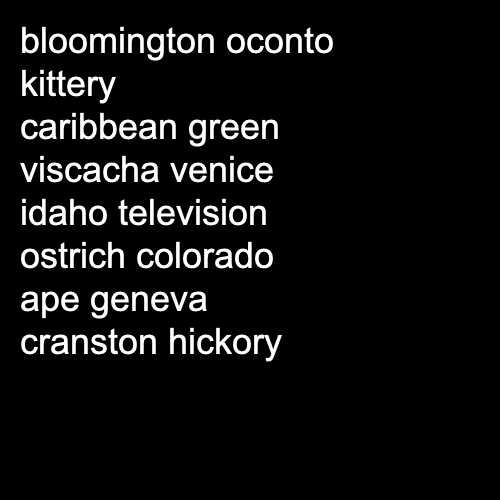 bloomington oconto
kittery
caribbean green
viscacha venice
idaho television
ostrich colorado
ape geneva
cranston hickory